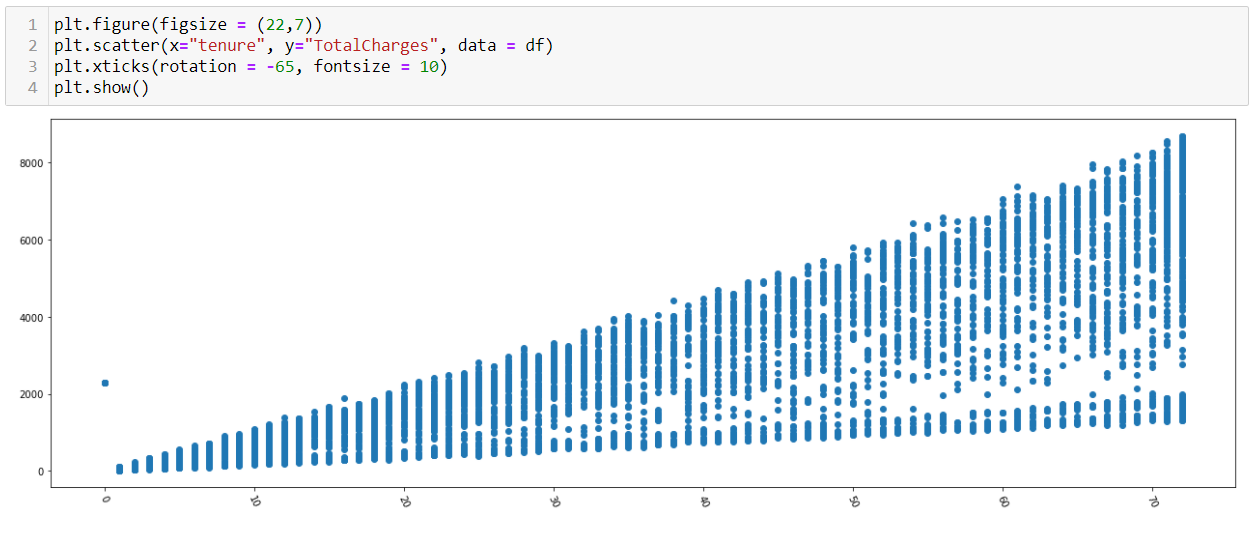 1 plt.figure(figsize = (22,7))
2 plt.scatter(x="tenure", y="TotalCharges", data = df)
3 plt.xticks(rotation = -65, fontsize = 10)
4 plt.show()
8000
6000
4000
2000
0
0 10 20 30 40 50 60 70